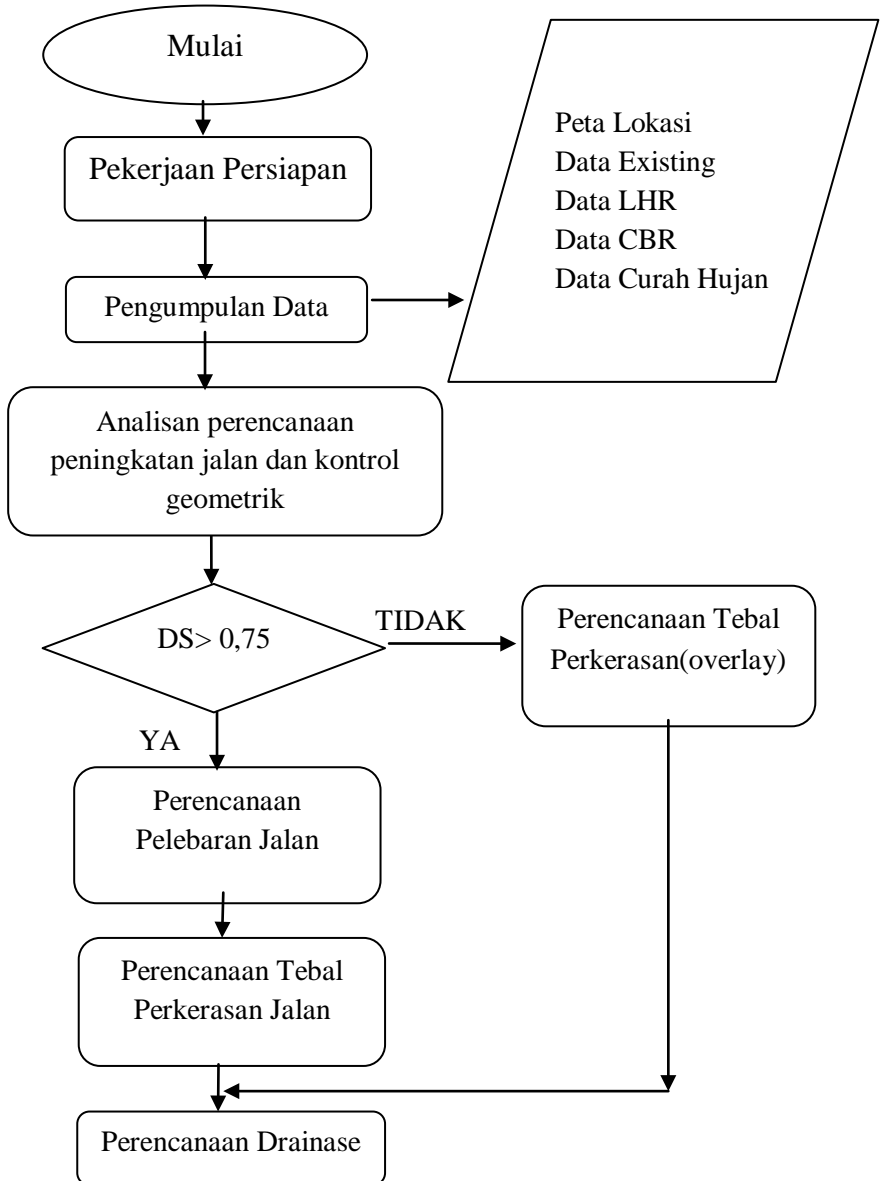 Mulai
Pekerjaan Persiapan
Pengumpulan Data
Peta Lokasi
Data Existing
Data LHR
Data CBR
Data Curah Hujan
Analisan perencanaan
peningkatan jalan dan kontrol
geometrik
DS> 0,75
TIDAK
Perencanaan Tebal
Perkerasan(overlay)
YA
Perencanaan
Pelebaran Jalan
Perencanaan Tebal
Perkerasan Jalan
Perencanaan Drainase